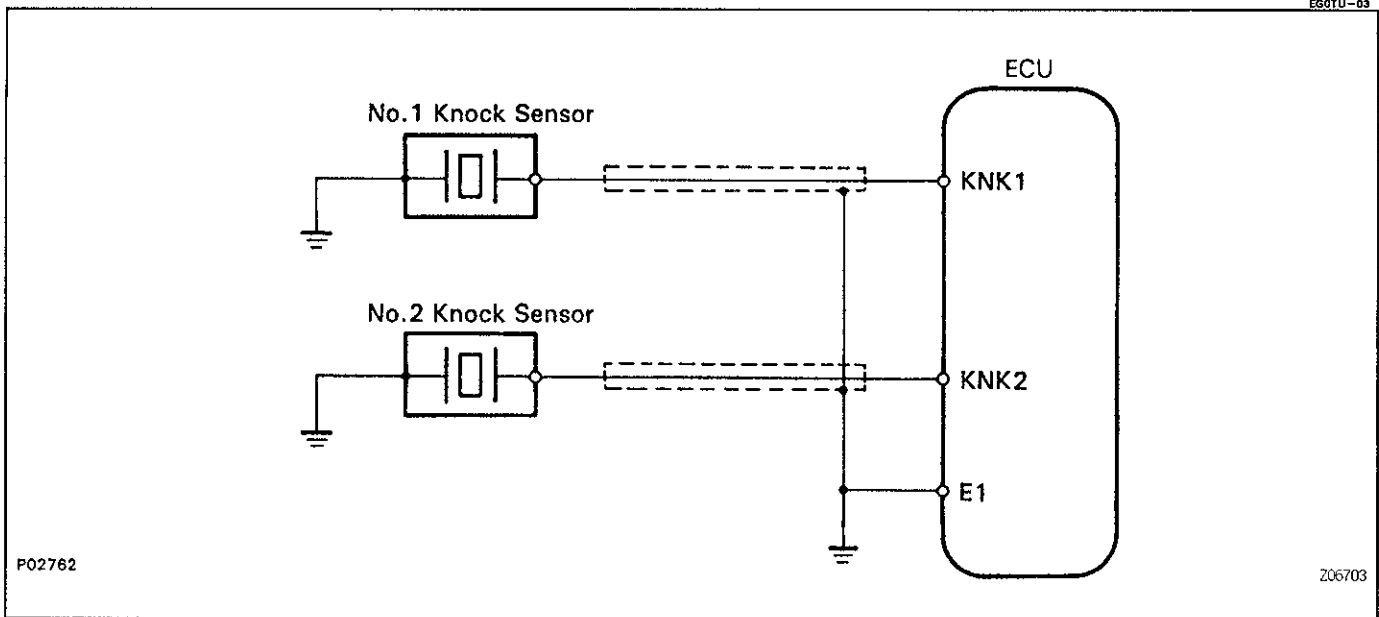 EG0TU-03
ECU
No.1 Knock Sensor
KNK1
No.2 Knock Sensor
KNK2
E1
P02762
Z06703